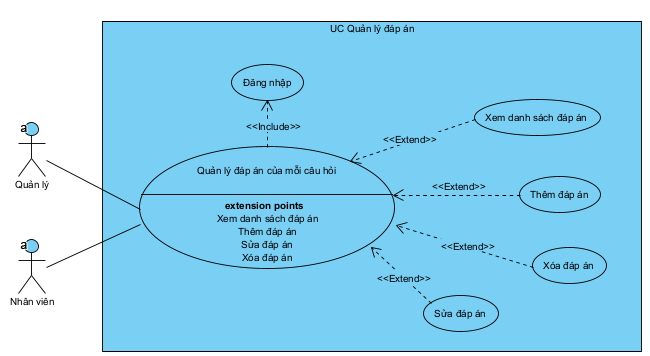 UC Quản lý đáp án
Đăng nhập
<<Include>>
Xem danh sách đáp án
<<Extend>>
a
Quản lý
Quản lý đáp án của mỗi câu hỏi
<<Extend>>
Thêm đáp án
extension points
Xem danh sách đáp án
Thêm đáp án
Sửa đáp án
Xóa đáp án
a
Nhân viên
<<Extend>>
Xóa đáp án
<<Extend>>
Sửa đáp án